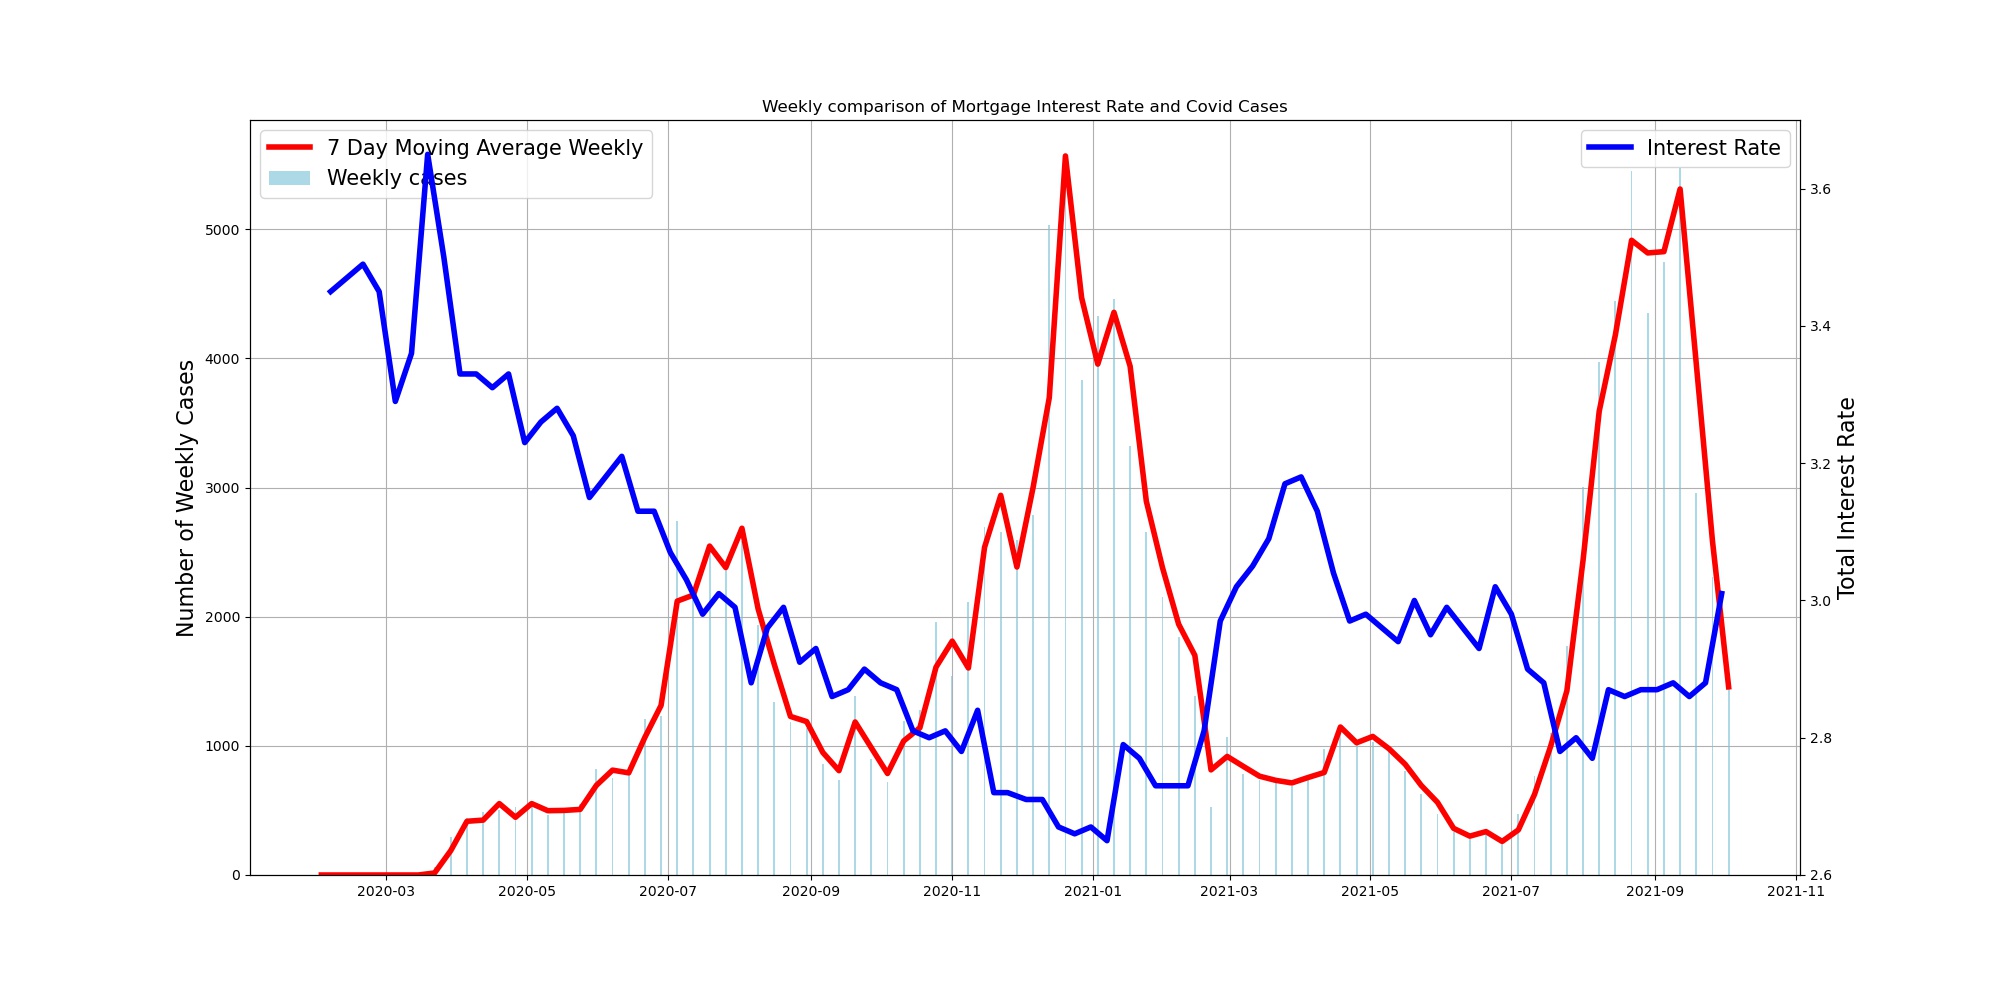 Weekly comparison of Mortgage Interest Rate and Covid Cases
7 Day Moving Average Weekly
Weekly cases
Interest Rate
Number of Weekly Cases
5000
4000
3000
2000
1000
0
3.6
3.4
3.2
3.0
2.8
2.6
Total Interest Rate
2020-03 2020-05 2020-07 2020-09 2020-11 2021-01 2021-03 2021-05 2021-07 2021-09 2021-11